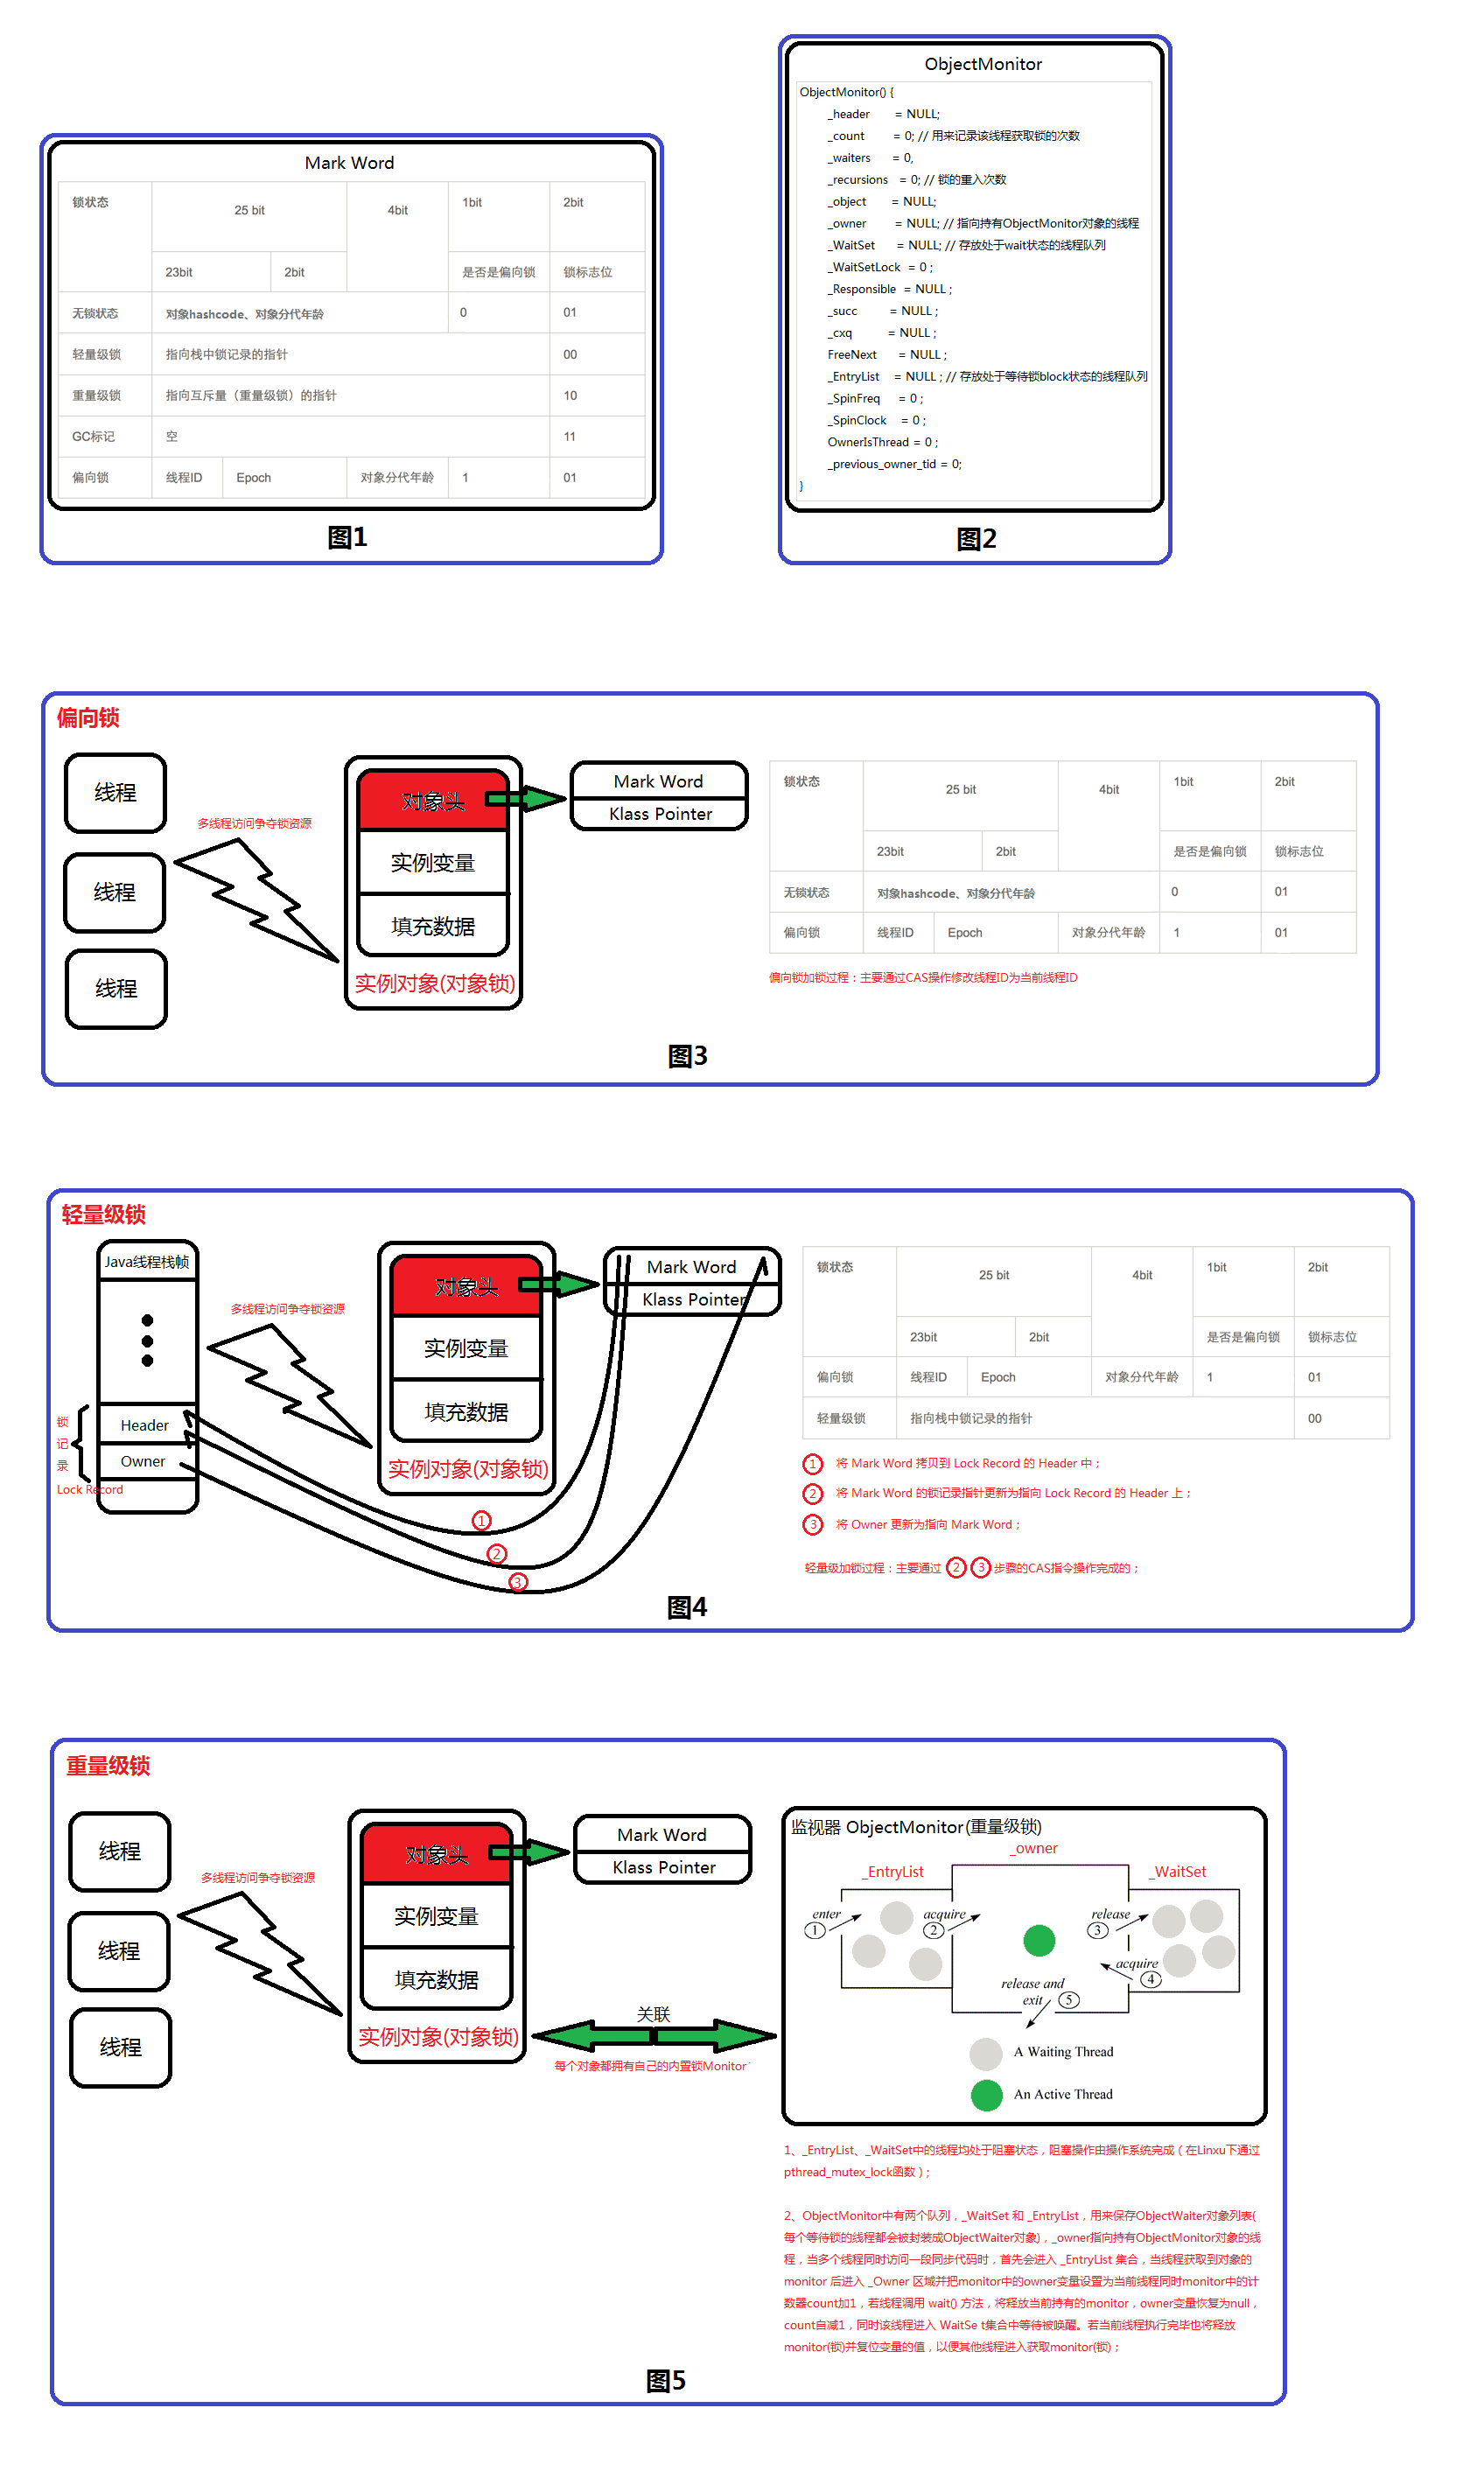 Mark Word
锁状态
25 bit
4bit
1bit
2bit
23bit
2bit
是否是偏向锁
锁标志位
无锁状态
对象hashcode、对象分代年龄
0
01
轻量级锁
指向栈中锁记录的指针
00
重量级锁
指向互斥量（重量级锁）的指针
10
GC标记
空
11
偏向锁
线程ID
Epoch
对象分代年龄
1
01
图1
ObjectMonitor
ObjectMonitor() {
_header = NULL;
_count = 0; // 用来记录该线程获取锁的次数
_waiters = 0,
_recursions = 0; // 锁的重入次数
_object = NULL;
_owner = NULL; // 指向持有ObjectMonitor对象的线程
_WaitSet = NULL; // 存放处于wait状态的线程队列
_WaitSetLock = 0 ;
_Responsible = NULL ;
_succ = NULL ;
_cxq = NULL ;
FreeNext = NULL ;
_EntryList = NULL ; // 存放处于等待锁block状态的线程队列
_SpinFreq = 0 ;
_SpinClock = 0 ;
OwnerIsThread = 0 ;
_previous_owner_tid = 0;
}
图2
偏向锁
线程
线程
线程
多线程访问争夺锁资源
对象头
实例变量
填充数据
实例对象(对象锁)
Mark Word
Klass Pointer
锁状态
25 bit
4bit
1bit
2bit
23bit
2bit
是否是偏向锁
锁标志位
无锁状态
对象hashcode、对象分代年龄
0
01
偏向锁
线程ID
Epoch
对象分代年龄
1
01
偏向锁加锁过程：主要通过CAS操作修改线程ID为当前线程ID
图3
轻量级锁
Java线程栈帧
Header
Owner
锁
记
录
Lock Record
多线程访问争夺锁资源
对象头
实例变量
填充数据
实例对象(对象锁)
Mark Word
Klass Pointer
1
2
3
锁状态
25 bit
4bit
1bit
2bit
23bit
2bit
是否是偏向锁
锁标志位
偏向锁
线程ID
Epoch
对象分代年龄
1
01
轻量级锁
指向栈中锁记录的指针
00
1 将 Mark Word 拷贝到 Lock Record 的 Header 中；
2 将 Mark Word 的锁记录指针更新为指向 Lock Record 的 Header 上；
3 将 Owner 更新为指向 Mark Word；
轻量级加锁过程：主要通过 2 3 步骤的CAS指令操作完成的；
图4
重量级锁
线程
线程
线程
多线程访问争夺锁资源
对象头
实例变量
填充数据
实例对象(对象锁)
Mark Word
Klass Pointer
关联
每个对象都拥有自己的内置锁Monitor
监视器 ObjectMonitor(重量级锁)
_owner
_EntryList
_WaitSet
enter
1
acquire
2
release
3
acquire
4
release and
exit
5
A Waiting Thread
An Active Thread
1、_EntryList、_WaitSet中的线程均处于阻塞状态，阻塞操作由操作系统完成（在Linxu下通过
pthread_mutex_lock函数）；
2、ObjectMonitor中有两个队列，_WaitSet 和 _EntryList，用来保存ObjectWaiter对象列表(
每个等待锁的线程都会被封装成ObjectWaiter对象)，_owner指向持有ObjectMonitor对象的线
程，当多个线程同时访问一段同步代码时，首先会进入 _EntryList 集合，当线程获取到对象的
monitor 后进入 _Owner 区域并把monitor中的owner变量设置为当前线程同时monitor中的计
数器count加1，若线程调用 wait() 方法，将释放当前持有的monitor，owner变量恢复为null，
count自减1，同时该线程进入 WaitSe t集合中等待被唤醒。若当前线程执行完毕也将释放
monitor(锁)并复位变量的值，以便其他线程进入获取monitor(锁)；
图5